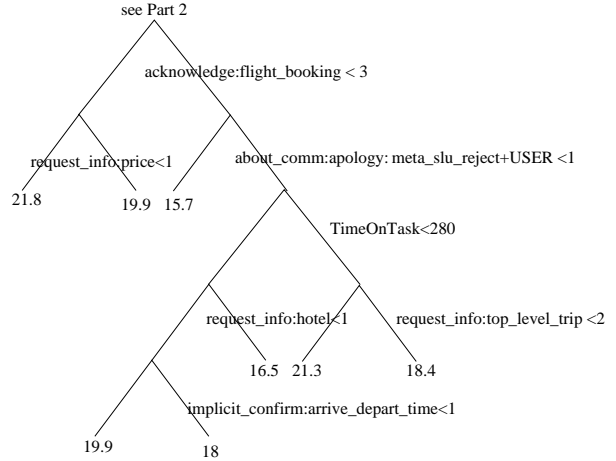 see Part 2
acknowledge:flight_booking < 3
request_info:price<1
about_comm:apology: meta_slu_reject+USER <1
21.8
19.9
15.7
TimeOnTask<280
request_info:hotel<1
request_info:top_level_trip <2
16.5
21.3
18.4
implicit_confirm:arrive_depart_time<1
19.9
18